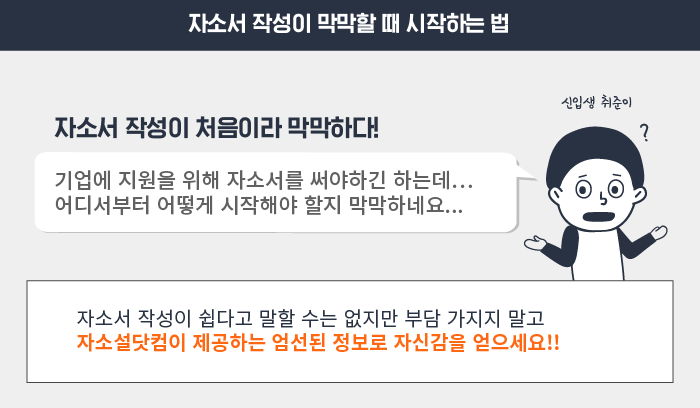 자소서 작성이 막막할 때 시작하는 법
신입생 취준이
자소서 작성이 처음이라 막막하다!
?
기업에 지원을 위해 자소서를 써야하긴 하는데...
어디서부터 어떻게 시작해야 할지 막막하네요...
자소서 작성이 쉽다고 말할 수는 없지만 부담 가지지 말고
자소설닷컴이 제공하는 엄선된 정보로 자신감을 얻으세요!!